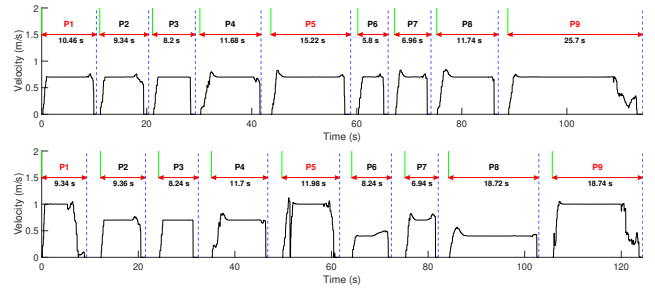 2
P1 P2 P3 P4 P5 P6 P7 P8 P9
1.5
10.46 s 9.34 s 8.2 s 11.68 s 15.22 s 5.8 s 6.96 s 11.74 s 25.7 s
1
0.5
0
0 20 40 60 80 100
Velocity (m/s)
Time (s)
2
P1 P2 P3 P4 P5 P6 P7 P8 P9
1.5
9.34 s 9.36 s 8.24 s 11.7 s 11.98 s 8.24 s 6.94 s 18.72 s 18.74 s
1
0.5
0
0 20 40 60 80 100 120
Velocity (m/s)
Time (s)